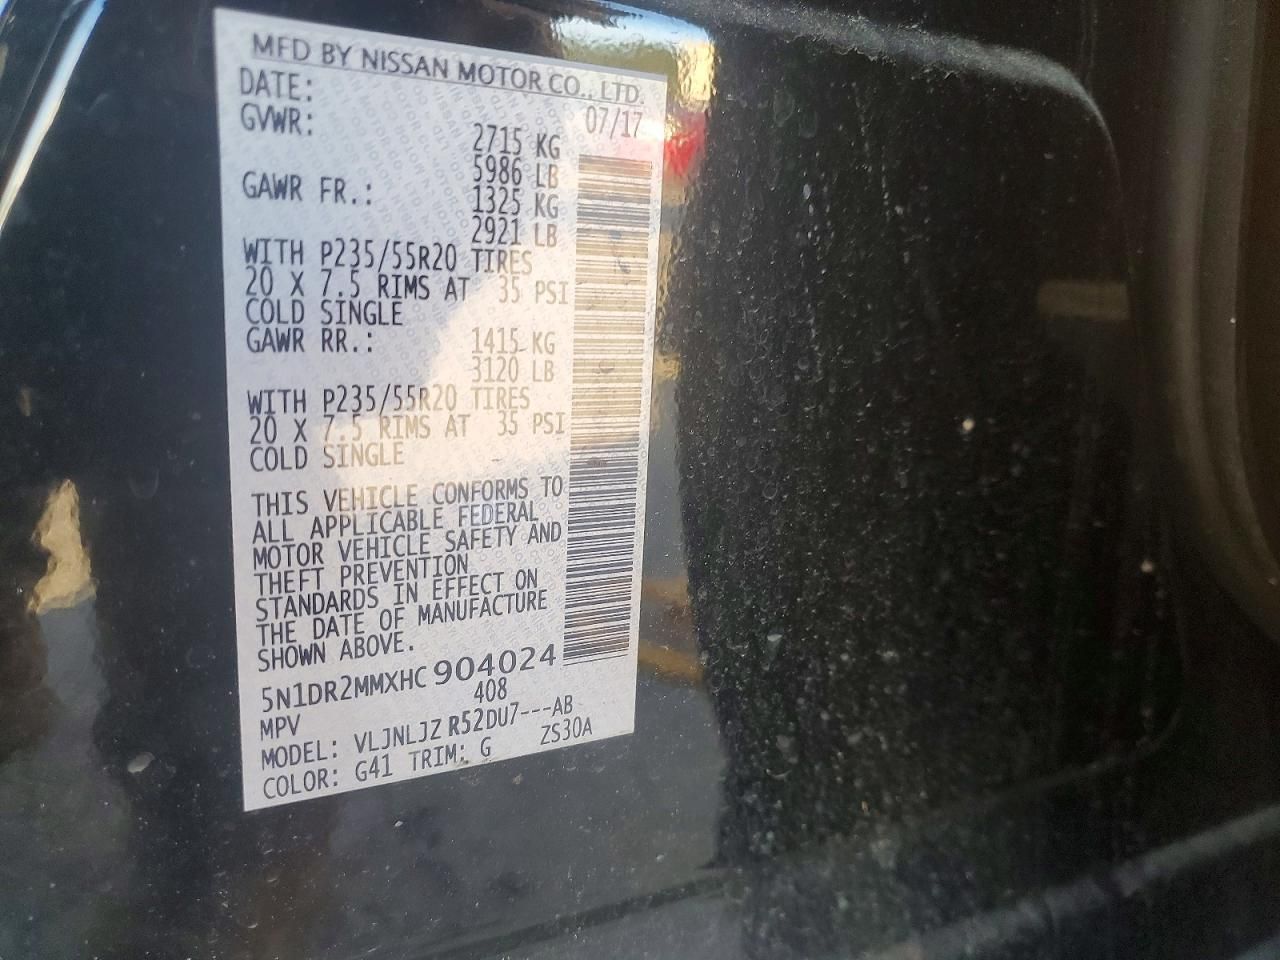 MFD BY NISSAN MOTOR CO., LTD.
DATE: 07/17
GVWR: 2715 KG
5986 LB
GAWR FR.: 1325 KG
2921 LB
WITH P235/55R20 TIRES
20 X 7.5 RIMS AT 35 PSI
COLD SINGLE
GAWR RR.: 1415 KG
3120 LB
WITH P235/55R20 TIRES
20 X 7.5 RIMS AT 35 PSI
COLD SINGLE
THIS VEHICLE CONFORMS TO
ALL APPLICABLE FEDERAL
MOTOR VEHICLE SAFETY AND
THEFT PREVENTION
STANDARDS IN EFFECT ON
THE DATE OF MANUFACTURE
SHOWN ABOVE.
5N1DR2MMXHC 904024
MPV 408
MODEL: VLJNLJZ R52DU7---AB
COLOR: G41 TRIM: G ZS30A